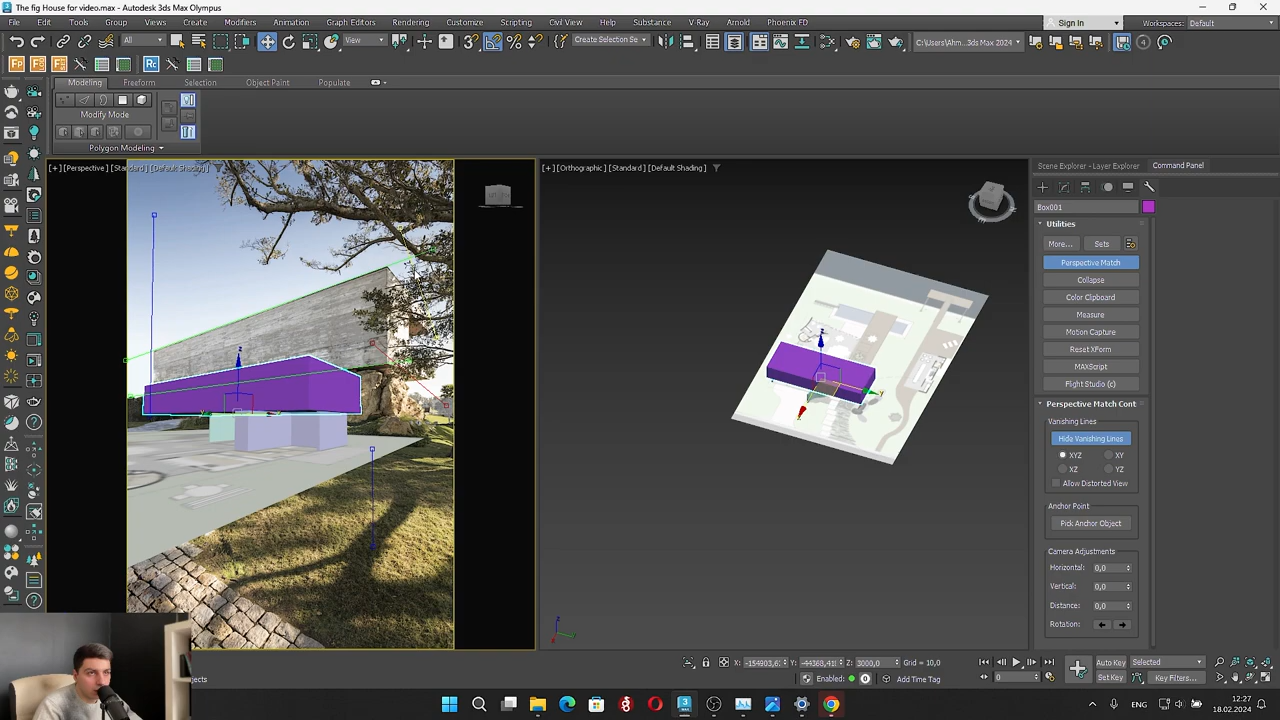 The fig House for video.max - Autodesk 3ds Max Olympus
File Edit Tools Group Views Create Modifiers Animation Graph Editors Rendering Customize Scripting Civil View Help Substance V-Ray Arnold Phoenix FD Sign In Workspaces: Default
All View Create Selection Se C:\Users\Ahm...3ds Max 2024
Modeling Freeform Selection Object Paint Populate
Modify Mode
Polygon Modeling
[+] [Perspective] [Standard] [Default Shading]
[+] [Orthographic] [Standard] [Default Shading]
Scene Explorer - Layer Explorer Command Panel
Box001
Utilities
More... Sets
Perspective Match
Collapse
Color Clipboard
Measure
Motion Capture
Reset XForm
MAXScript
Flight Studio (c)
Perspective Match Cont
Vanishing Lines
Hide Vanishing Lines
XYZ XY
XZ YZ
Allow Distorted View
Anchor Point
Pick Anchor Object
Camera Adjustments
Horizontal: 0,0
Vertical: 0,0
Distance: 0,0
Rotation:
X: Y: Z: 3000,0 Grid = 10,0
Enabled: Add Time Tag
0
Auto Key Selected
Set Key Key Filters...
ENG 12:27
18.02.2024